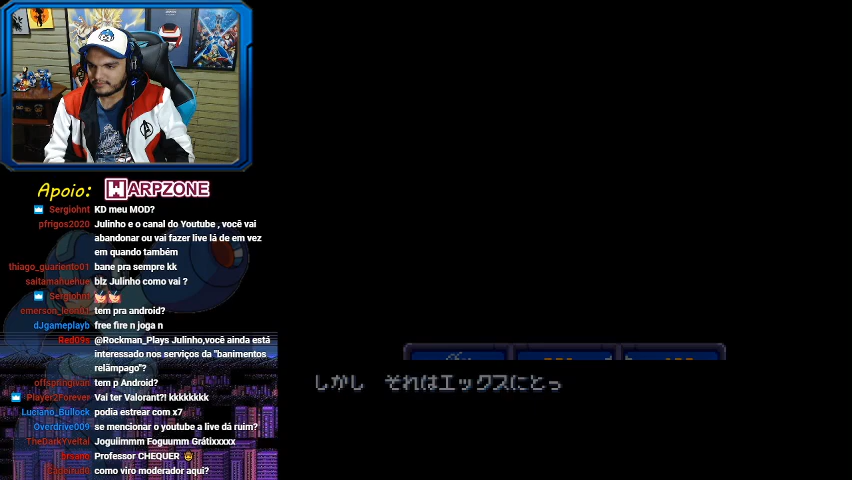 Apoio: WARPZONE
Sergiohnt KD meu MOD?
pfrigos2020 Julinho e o canal do Youtube , você vai
abandonar ou vai fazer live lá de em vez
em quando também
thiago_guariento01 bane pra sempre kk
saitamahuehue blz Julinho como vai ?
Sergiohnt
emerson_leon01 tem pra android?
dJgameplayb free fire n joga n
Red09s @Rockman_Plays Julinho,você ainda está
interessado nos serviços da "banimentos
relâmpago"?
offspringivan tem p Android?
Player2Forever Vai ter Valorant?! kkkkkkkk
Luciano_Bullock podia estrear com x7
Overdrive009 se mencionar o youtube a live dá ruim?
TheDarkYveltal Joguiimmm Foguumm Grátixxxxx
Professor CHEQUER
como viro moderador aqui?
しかし それはエックスにとっ